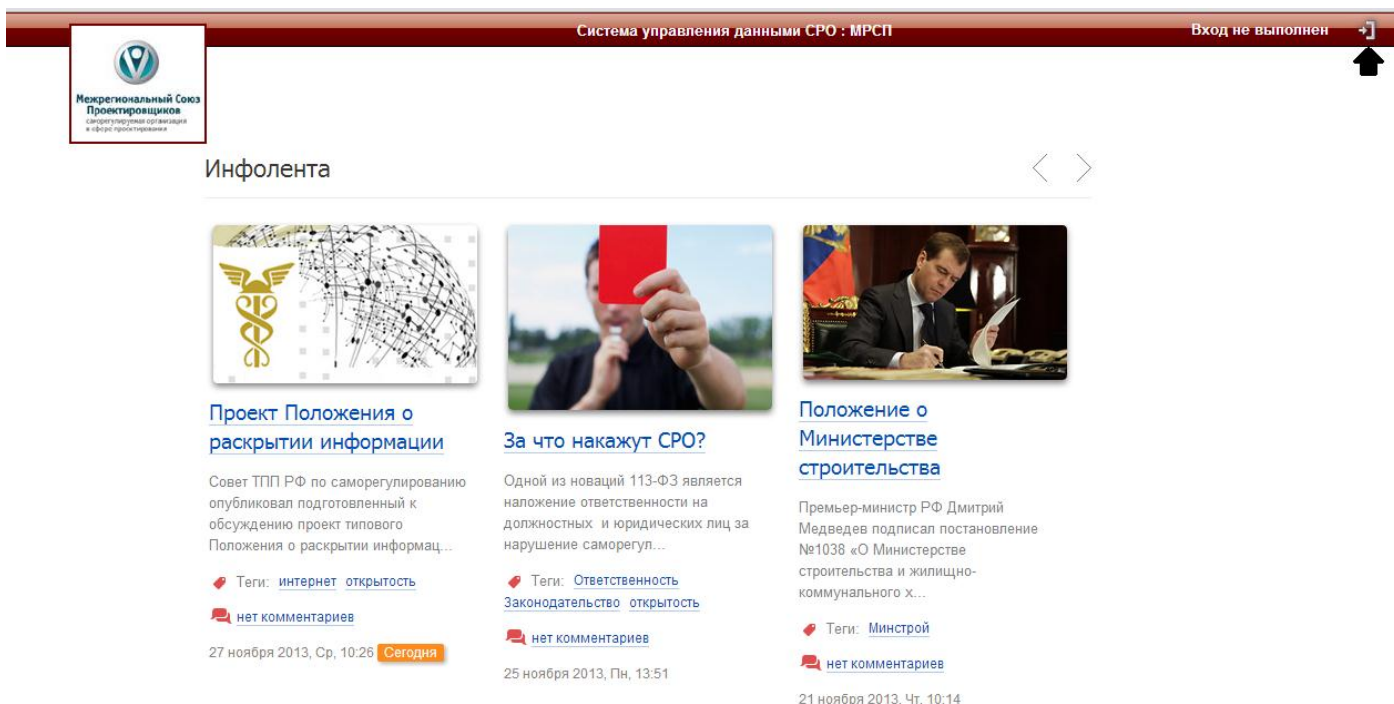 Система управления данными СРО : МРСП
Вход не выполнен
Межрегиональный Союз
Проектировщиков
саморегулируемая организация
в сфере проектирования
Инфолента
Проект Положения о
раскрытии информации
Совет ТПП РФ по саморегулированию
опубликовал подготовленный к
обсуждению проект типового
Положения о раскрытии информац...
Теги: интернет открытость
нет комментариев
27 ноября 2013, Ср, 10:26 Сегодня
За что накажут СРО?
Одной из новаций 113-ФЗ является
наложение ответственности на
должностных и юридических лиц за
нарушение саморегул...
Теги: Ответственность
Законодательство открытость
нет комментариев
25 ноября 2013, Пн, 13:51
Положение о
Министерстве
строительства
Премьер-министр РФ Дмитрий
Медведев подписал постановление
№1038 «О Министерстве
строительства и жилищно-
коммунального х...
Теги: Минстрой
нет комментариев
21 ноября 2013, Чт, 10:14